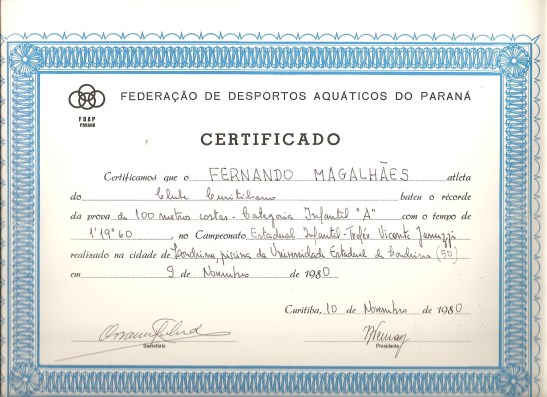 FEDERAÇÃO DE DESPORTOS AQUÁTICOS DO PARANÁ
FDAP
PARANÁ
CERTIFICADO
Certificamos que o FERNANDO MAGALHÃES atleta
do Clube Curitibano bateu o récorde
da prova de 100 metros costas - Categoria Infantil "A" com o tempo de
1'19"60, no Campeonato Estadual Infantil - Troféu Vicente Januzzi
realizado na cidade de Londrina, piscina da Universidade Estadual de Londrina (50)
em 9 de Novembro de 1980
Curitiba, 10 de Novembro de 1980
Secretário
Presidente